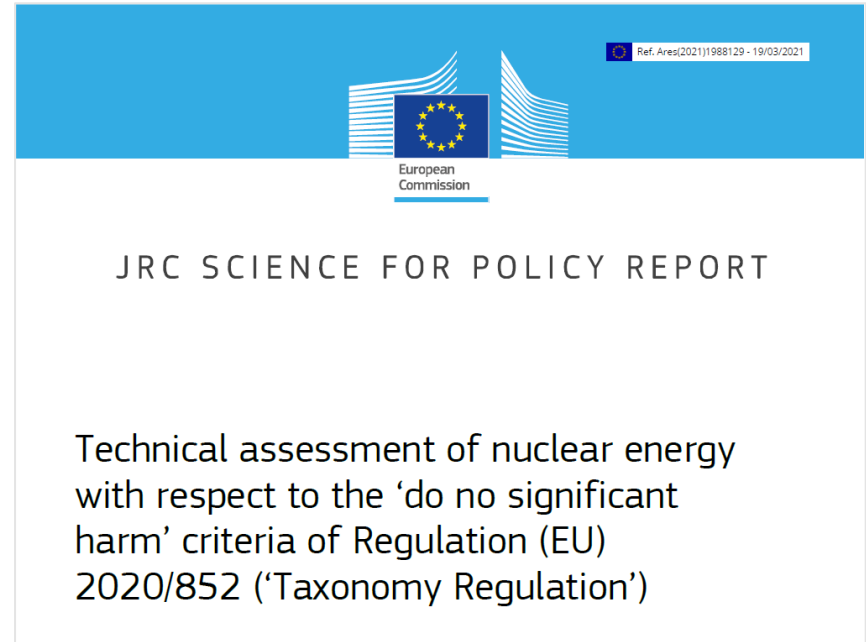 Ref. Ares(2021)1988129 - 19/03/2021
European
Commission
JRC SCIENCE FOR POLICY REPORT
Technical assessment of nuclear energy
with respect to the ‘do no significant
harm’ criteria of Regulation (EU)
2020/852 (‘Taxonomy Regulation’)